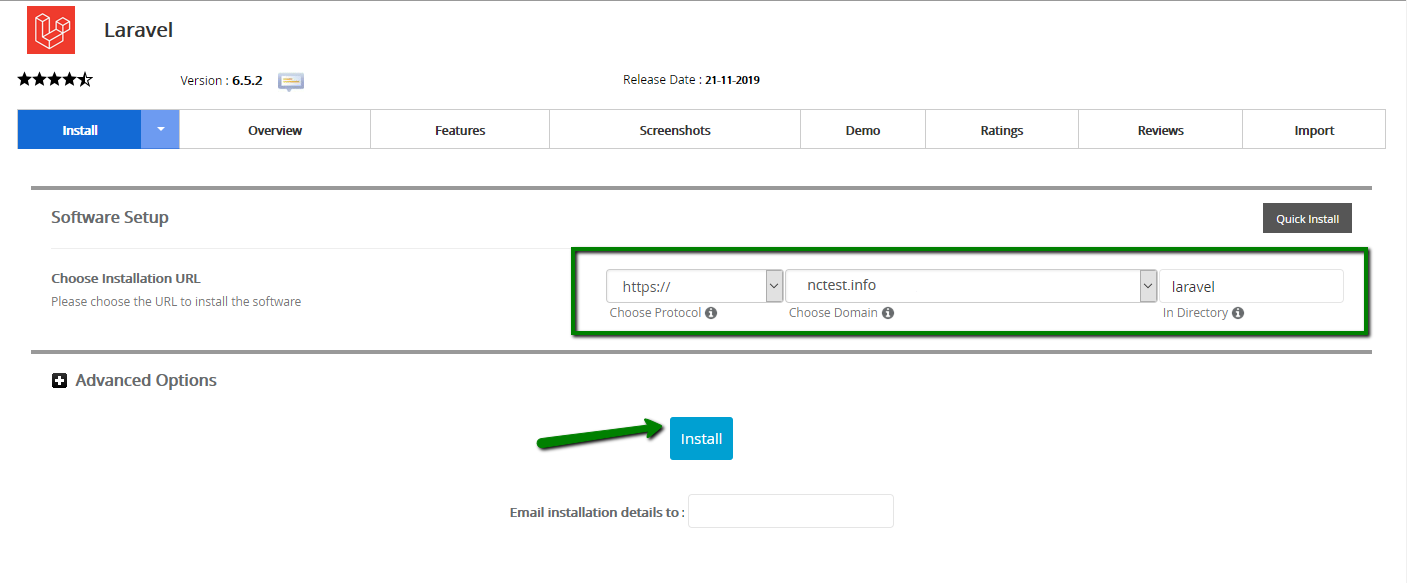 Laravel
Version : 6.5.2 Release Date : 21-11-2019
Install Overview Features Screenshots Demo Ratings Reviews Import
Software Setup Quick Install
Choose Installation URL
Please choose the URL to install the software
https:// nctest.info laravel
Choose Protocol Choose Domain In Directory
Advanced Options
Install
Email installation details to :